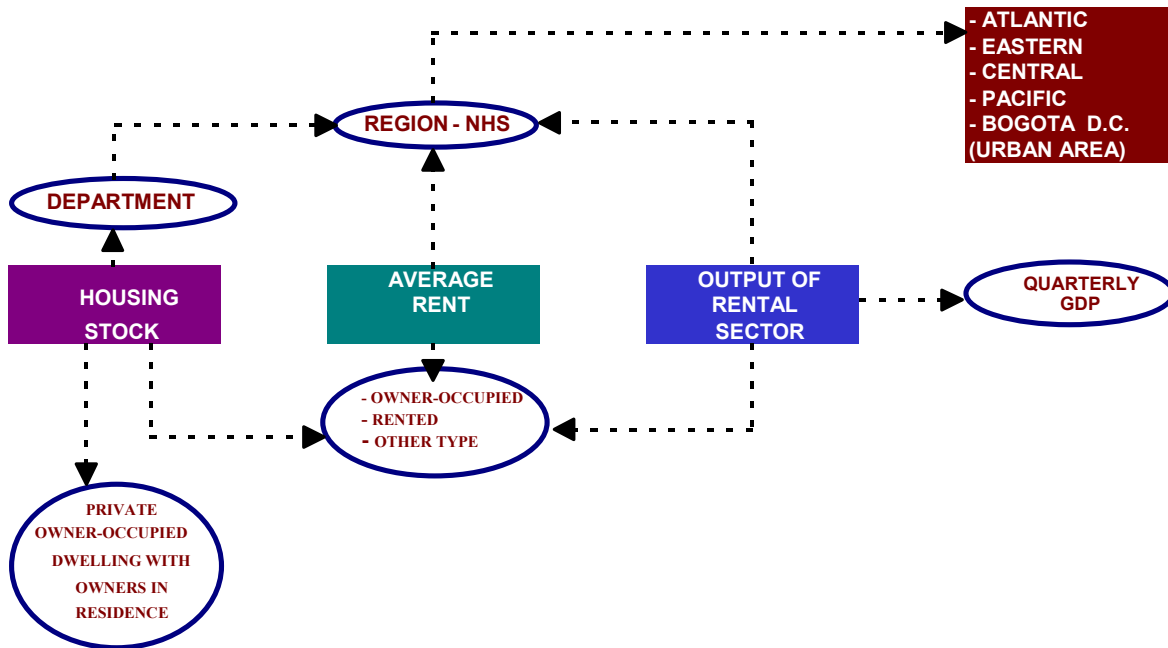 - ATLANTIC
- EASTERN
- CENTRAL
- PACIFIC
- BOGOTA D.C.
(URBAN AREA)
REGION - NHS
DEPARTMENT
HOUSING
STOCK
AVERAGE
RENT
OUTPUT OF
RENTAL
SECTOR
QUARTERLY
GDP
- OWNER-OCCUPIED
- RENTED
- OTHER TYPE
PRIVATE
OWNER-OCCUPIED
DWELLING WITH
OWNERS IN
RESIDENCE